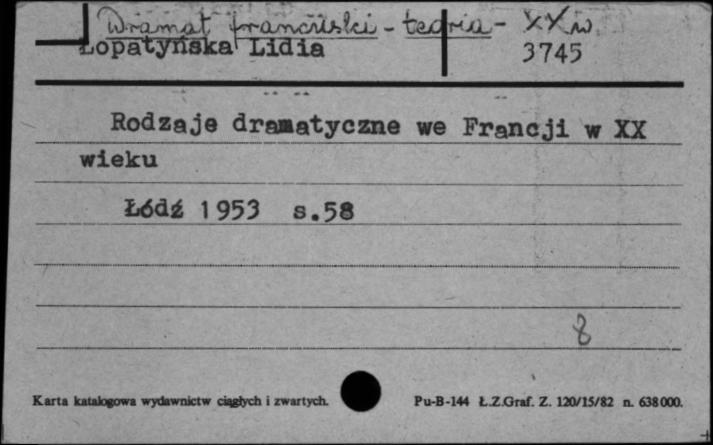 Dramat francuski - teoria - XX w.
Łopatyńska Lidia 3745
Rodzaje dramatyczne we Francji w XX
wieku
Łódź 1953 s.58
8
Karta katalogowa wydawnictw ciągłych i zwartych. Pu-B-144 Ł.Z.Graf. Z. 120/15/82 n. 638000.